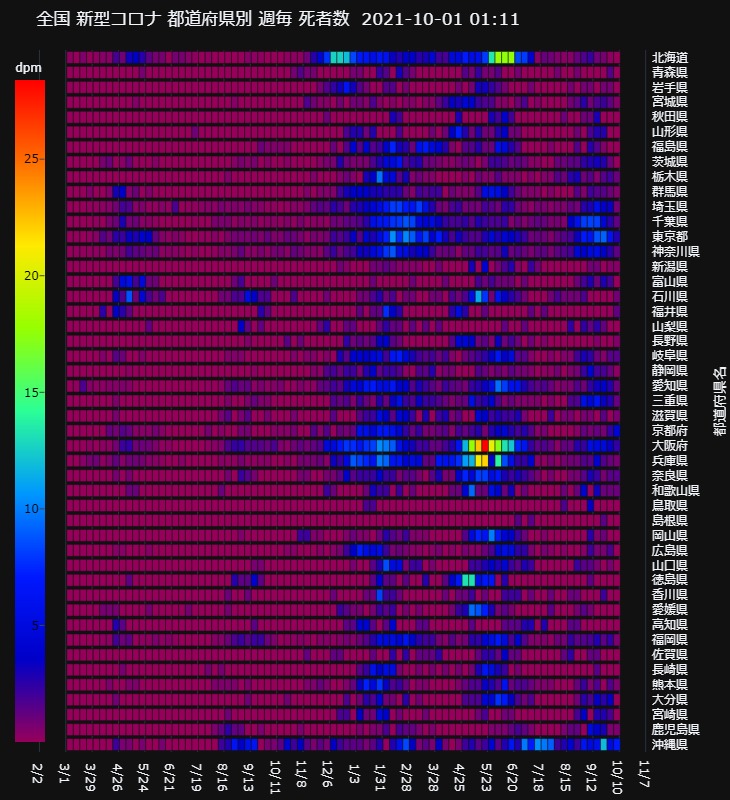 全国 新型コロナ 都道府県別 週毎 死者数 2021-10-01 01:11
dpm
25
20
15
10
5
北海道
青森県
岩手県
宮城県
秋田県
山形県
福島県
茨城県
栃木県
群馬県
埼玉県
千葉県
東京都
神奈川県
新潟県
富山県
石川県
福井県
山梨県
長野県
岐阜県
静岡県
愛知県
三重県
滋賀県
京都府
大阪府
兵庫県
奈良県
和歌山県
鳥取県
島根県
岡山県
広島県
山口県
徳島県
香川県
愛媛県
高知県
福岡県
佐賀県
長崎県
熊本県
大分県
宮崎県
鹿児島県
沖縄県
都道府県名
2/2
3/1
3/29
4/26
5/24
6/21
7/19
8/16
9/13
10/11
11/8
12/6
1/3
1/31
2/28
3/28
4/25
5/23
6/20
7/18
8/15
9/12
10/10
11/7